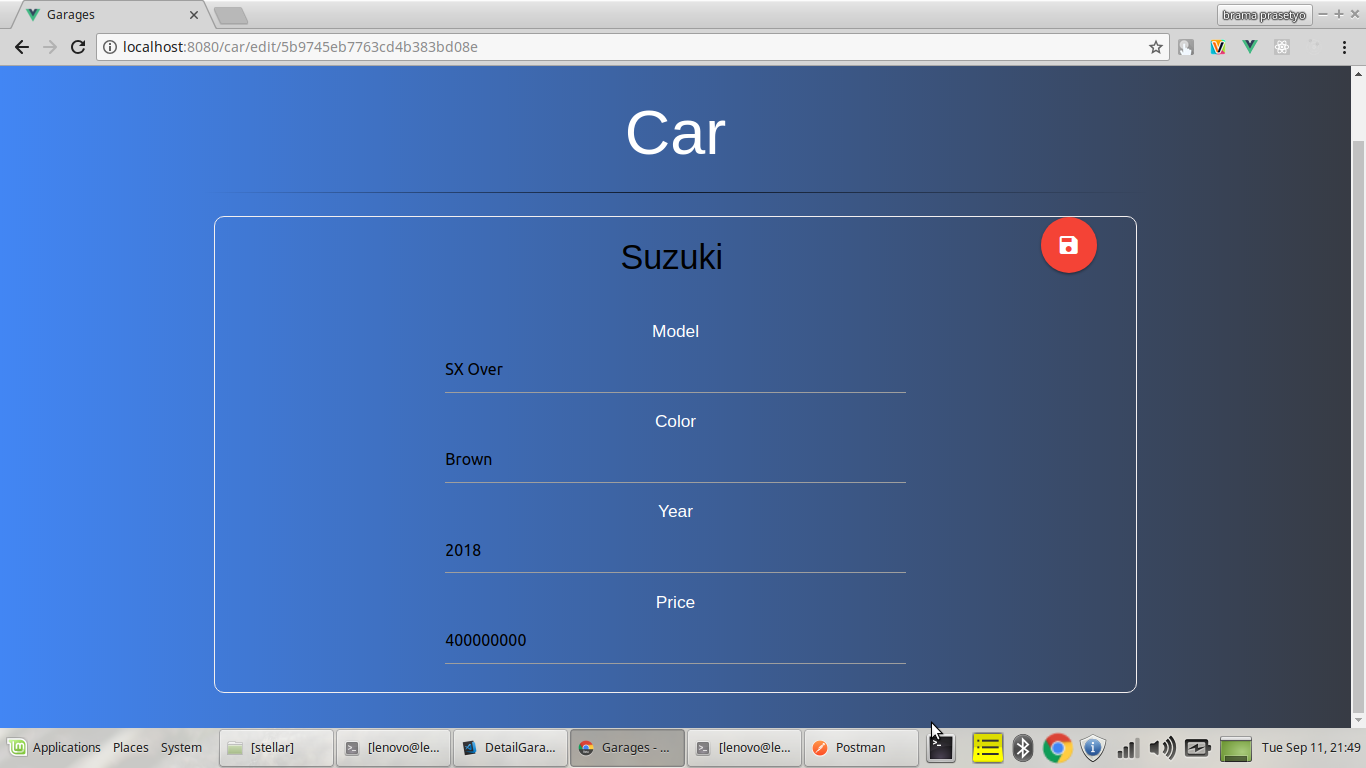 Garages
brama prasetyo
localhost:8080/car/edit/5b9745eb7763cd4b383bd08e
Car
Suzuki
Model
SX Over
Color
Brown
Year
2018
Price
400000000
Applications Places System [stellar] [lenovo@le... DetailGara... Garages - ... [lenovo@le... Postman Tue Sep 11, 21:49